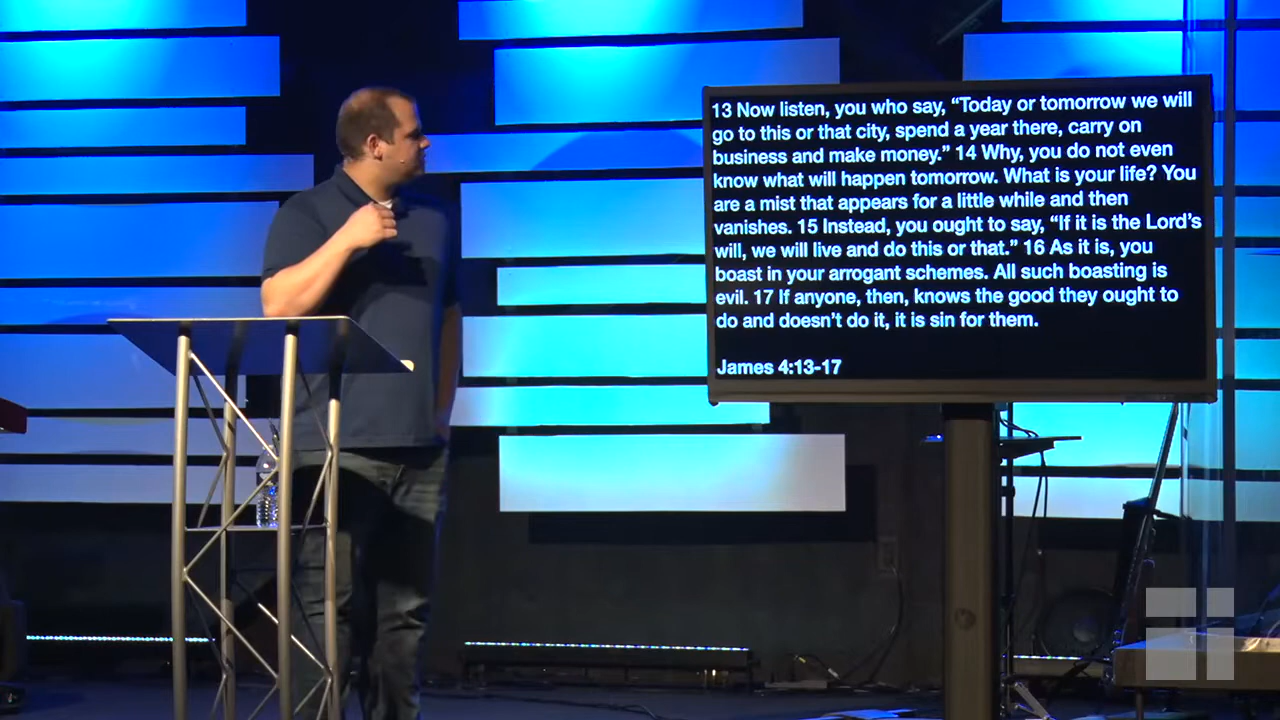 13 Now listen, you who say, “Today or tomorrow we will
go to this or that city, spend a year there, carry on
business and make money.” 14 Why, you do not even
know what will happen tomorrow. What is your life? You
are a mist that appears for a little while and then
vanishes. 15 Instead, you ought to say, “If it is the Lord’s
will, we will live and do this or that.” 16 As it is, you
boast in your arrogant schemes. All such boasting is
evil. 17 If anyone, then, knows the good they ought to
do and doesn’t do it, it is sin for them.
James 4:13-17